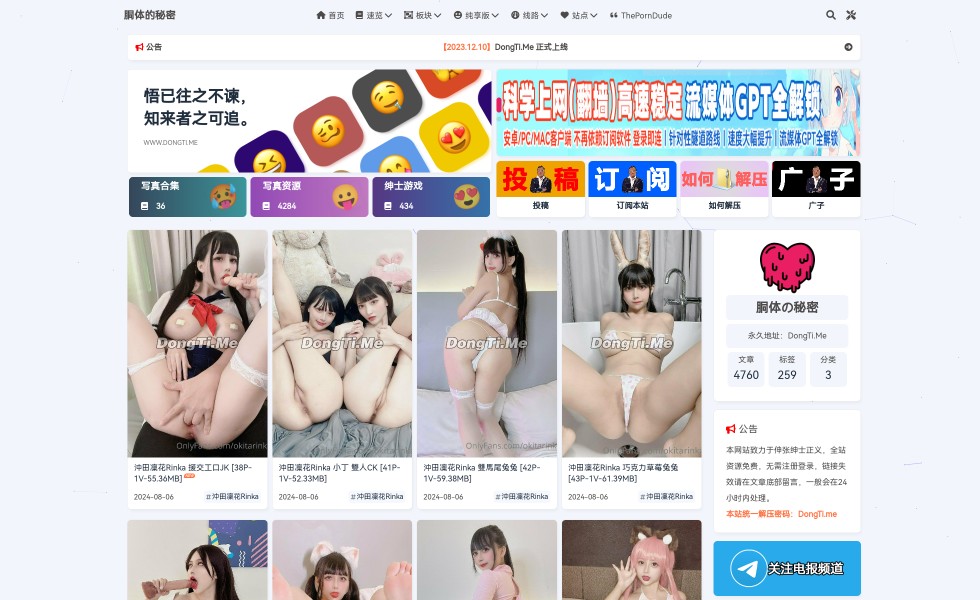 胴体的秘密
首页
速览
板块
纯享版
线路
站点
ThePornDude
公告
【2023.12.10】DongTi.Me 正式上线
悟已往之不谏，
知来者之可追。
WWW.DONGTI.ME
科学上网(翻墙)高速稳定 流媒体GPT全解锁
安卓/PC/MAC客户端 不再依赖订阅软件 登录即连 | 针对性隧道路线 | 速度大幅提升 | 流媒体GPT全解锁
写真合集
36
写真资源
4284
绅士游戏
434
投稿
投稿
订阅
订阅本站
如何解压
如何解压
广子
广子
DongTi.Me
OnlyFans.com/okitarink
沖田凜花Rinka 援交工口JK [38P-
1V-55.36MB]
2024-08-06
#沖田凜花Rinka
DongTi.Me
沖田凜花Rinka 小丁 雙人CK [41P-
1V-52.33MB]
2024-08-06
#沖田凜花Rinka
DongTi.Me
OnlyFans.com/okitarink
沖田凜花Rinka 雙馬尾兔兔 [42P-
1V-59.38MB]
2024-08-06
#沖田凜花Rinka
DongTi.Me
沖田凜花Rinka 巧克力草莓兔兔
[43P-1V-61.39MB]
2024-08-06
#沖田凜花Rinka
胴体の秘密
永久地址：DongTi.Me
文章
4760
标签
259
分类
3
公告
本网站致力于伸张绅士正义，全站
资源免费，无需注册登录，链接失
效请在文章底部留言，一般会在24
小时内处理。
本站统一解压密码：DongTi.me
关注电报频道